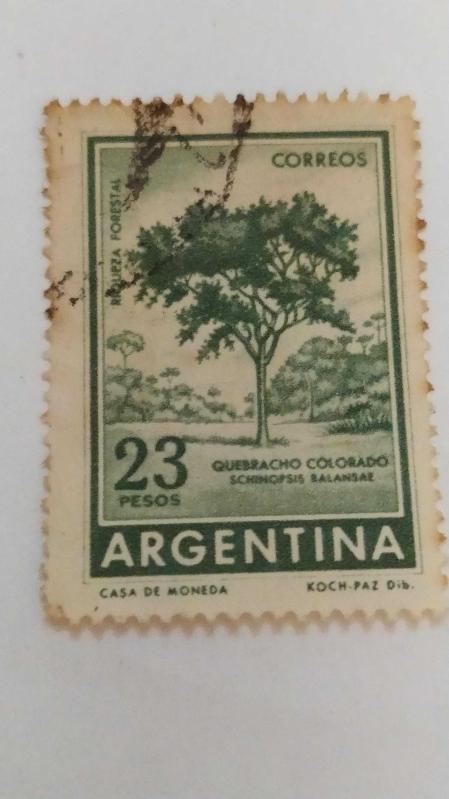 CORREOS
RIQUEZA FORESTAL
23
PESOS
QUEBRACHO COLORADO
SCHINOPSIS BALANSAE
ARGENTINA
CASA DE MONEDA
KOCH-PAZ Dib.